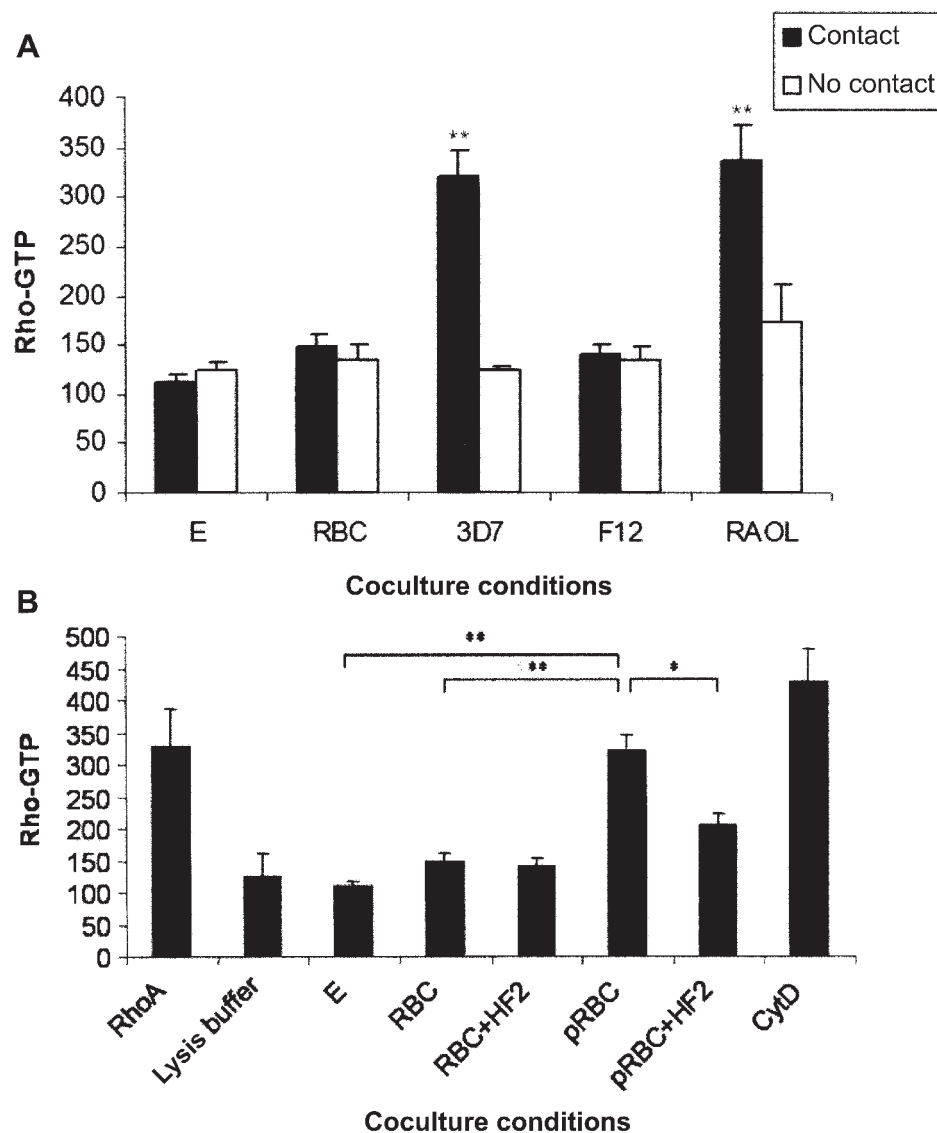 A
Contact
No contact
400
350
300
250
200
150
100
50
0
Rho-GTP
**
**
E RBC 3D7 F12 RAOL
Coculture conditions
B
500
450
400
350
300
250
200
150
100
50
0
Rho-GTP
**
**
*
RhoA
Lysis buffer
E
RBC
RBC+HF2
pRBC
pRBC+HF2
CytD
Coculture conditions